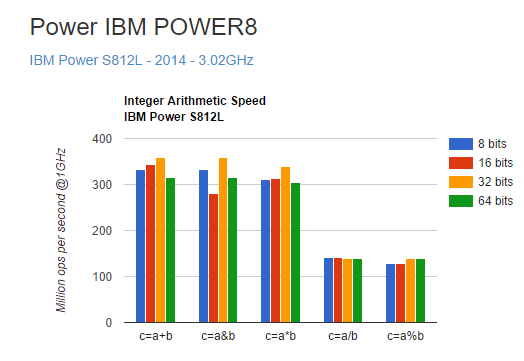 Power IBM POWER8
IBM Power S812L - 2014 - 3.02GHz
Integer Arithmetic Speed
IBM Power S812L
Million ops per second @1GHz
400
300
200
100
0
c=a+b c=a&b c=a*b c=a/b c=a%b
8 bits
16 bits
32 bits
64 bits